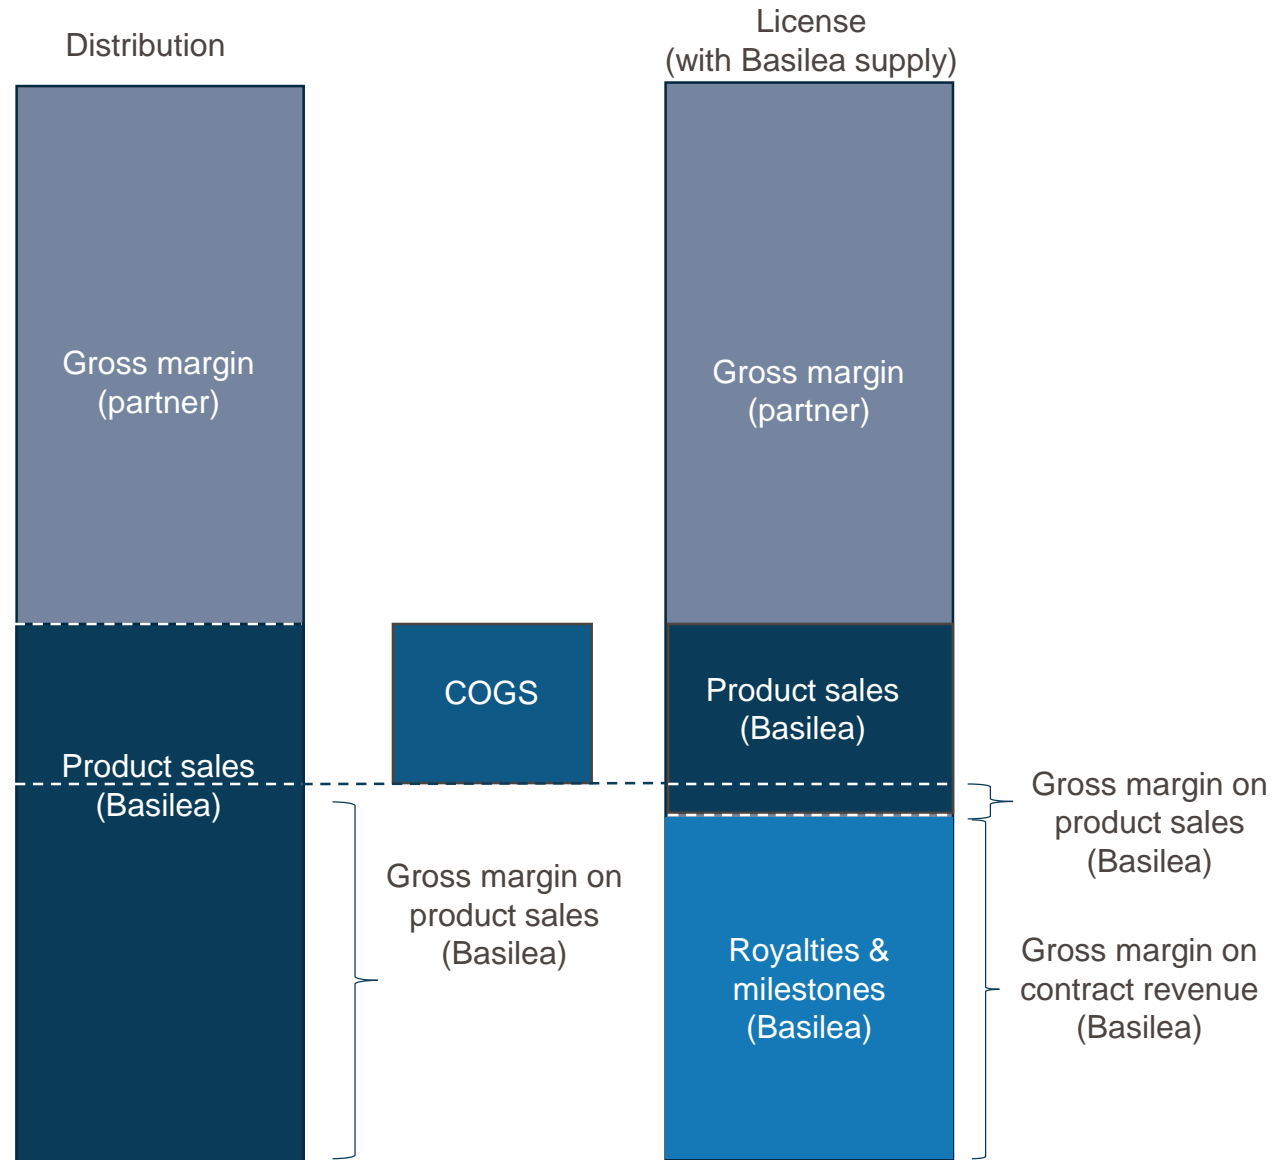 Distribution
License
(with Basilea supply)
Gross margin
(partner)
Gross margin
(partner)
COGS
Product sales
(Basilea)
Product sales
(Basilea)
Gross margin on
product sales
(Basilea)
Gross margin on
product sales
(Basilea)
Royalties &
milestones
(Basilea)
Gross margin on
contract revenue
(Basilea)